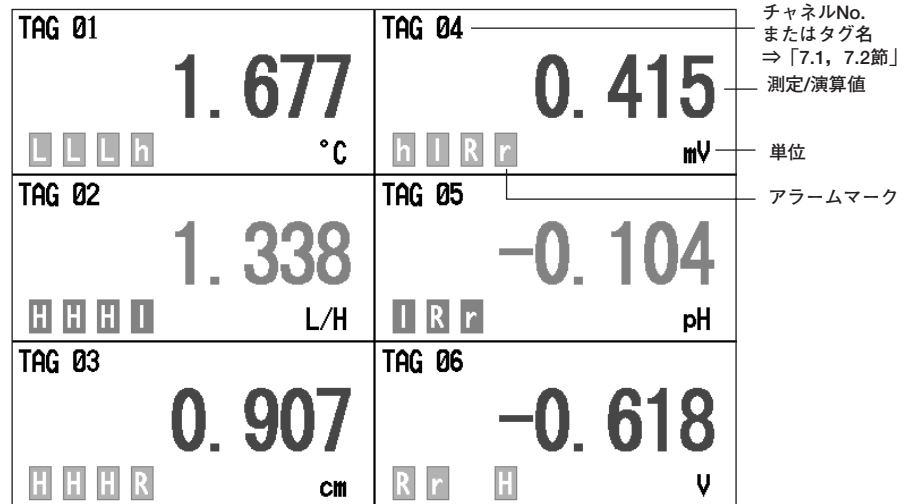 TAG 01
1.677
L L L h
°C
TAG 04
0.415
h l R r
mV
TAG 02
1.338
H H H l
L/H
TAG 05
-0.104
l R r
pH
TAG 03
0.907
H H H R
cm
TAG 06
-0.618
R r H
V
チャネルNo.
またはタグ名
⇒「7.1，7.2節」
測定/演算値
単位
アラームマーク